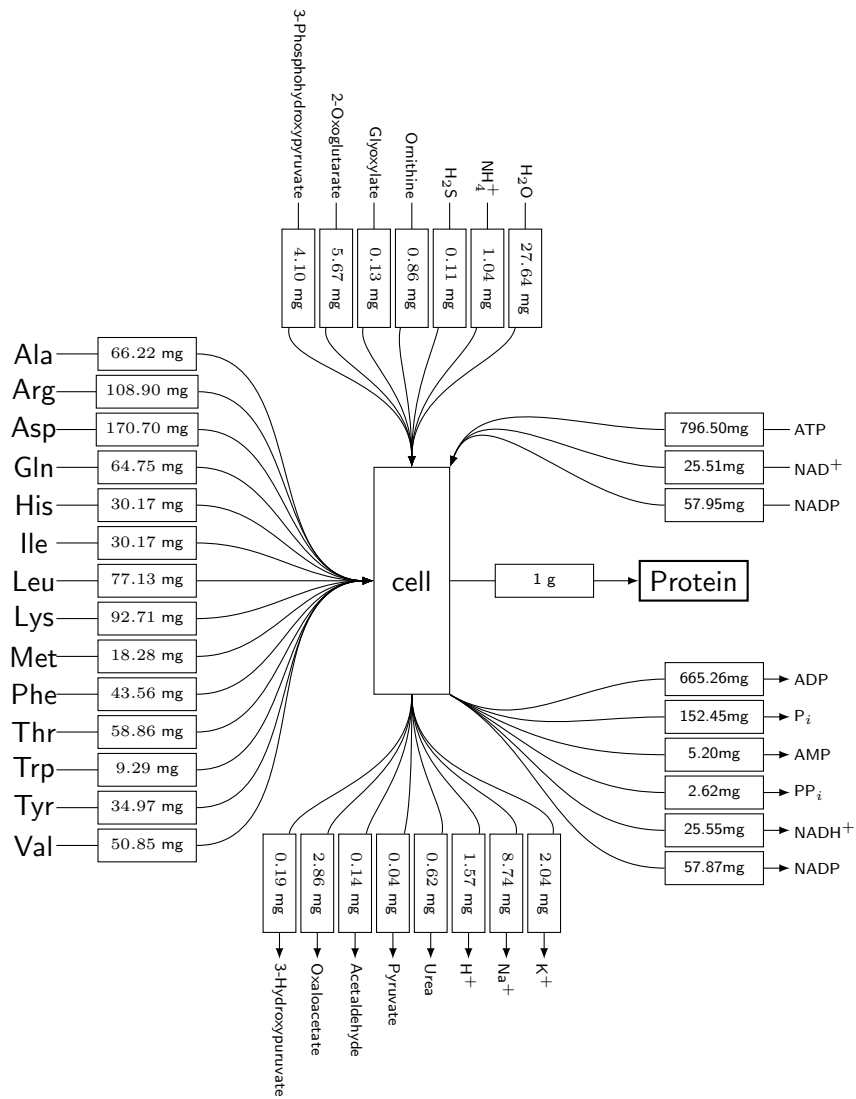 3-Phosphohydroxypyruvate
2-Oxoglutarate
Glyoxylate
Ornithine
H₂S
NH₄⁺
H₂O
4.10 mg
5.67 mg
0.13 mg
0.86 mg
0.11 mg
1.04 mg
27.64 mg
Ala 66.22 mg
Arg 108.90 mg
Asp 170.70 mg
Gln 64.75 mg
His 30.17 mg
Ile 30.17 mg
Leu 77.13 mg
Lys 92.71 mg
Met 18.28 mg
Phe 43.56 mg
Thr 58.86 mg
Trp 9.29 mg
Tyr 34.97 mg
Val 50.85 mg
cell
796.50mg ATP
25.51mg NAD⁺
57.95mg NADP
1 g Protein
665.26mg ADP
152.45mg Pᵢ
5.20mg AMP
2.62mg PPᵢ
25.55mg NADH⁺
57.87mg NADP
0.19 mg
2.86 mg
0.14 mg
0.04 mg
0.62 mg
1.57 mg
8.74 mg
2.04 mg
3-Hydroxypuruvate
Oxaloacetate
Acetaldehyde
Pyruvate
Urea
H⁺
Na⁺
K⁺